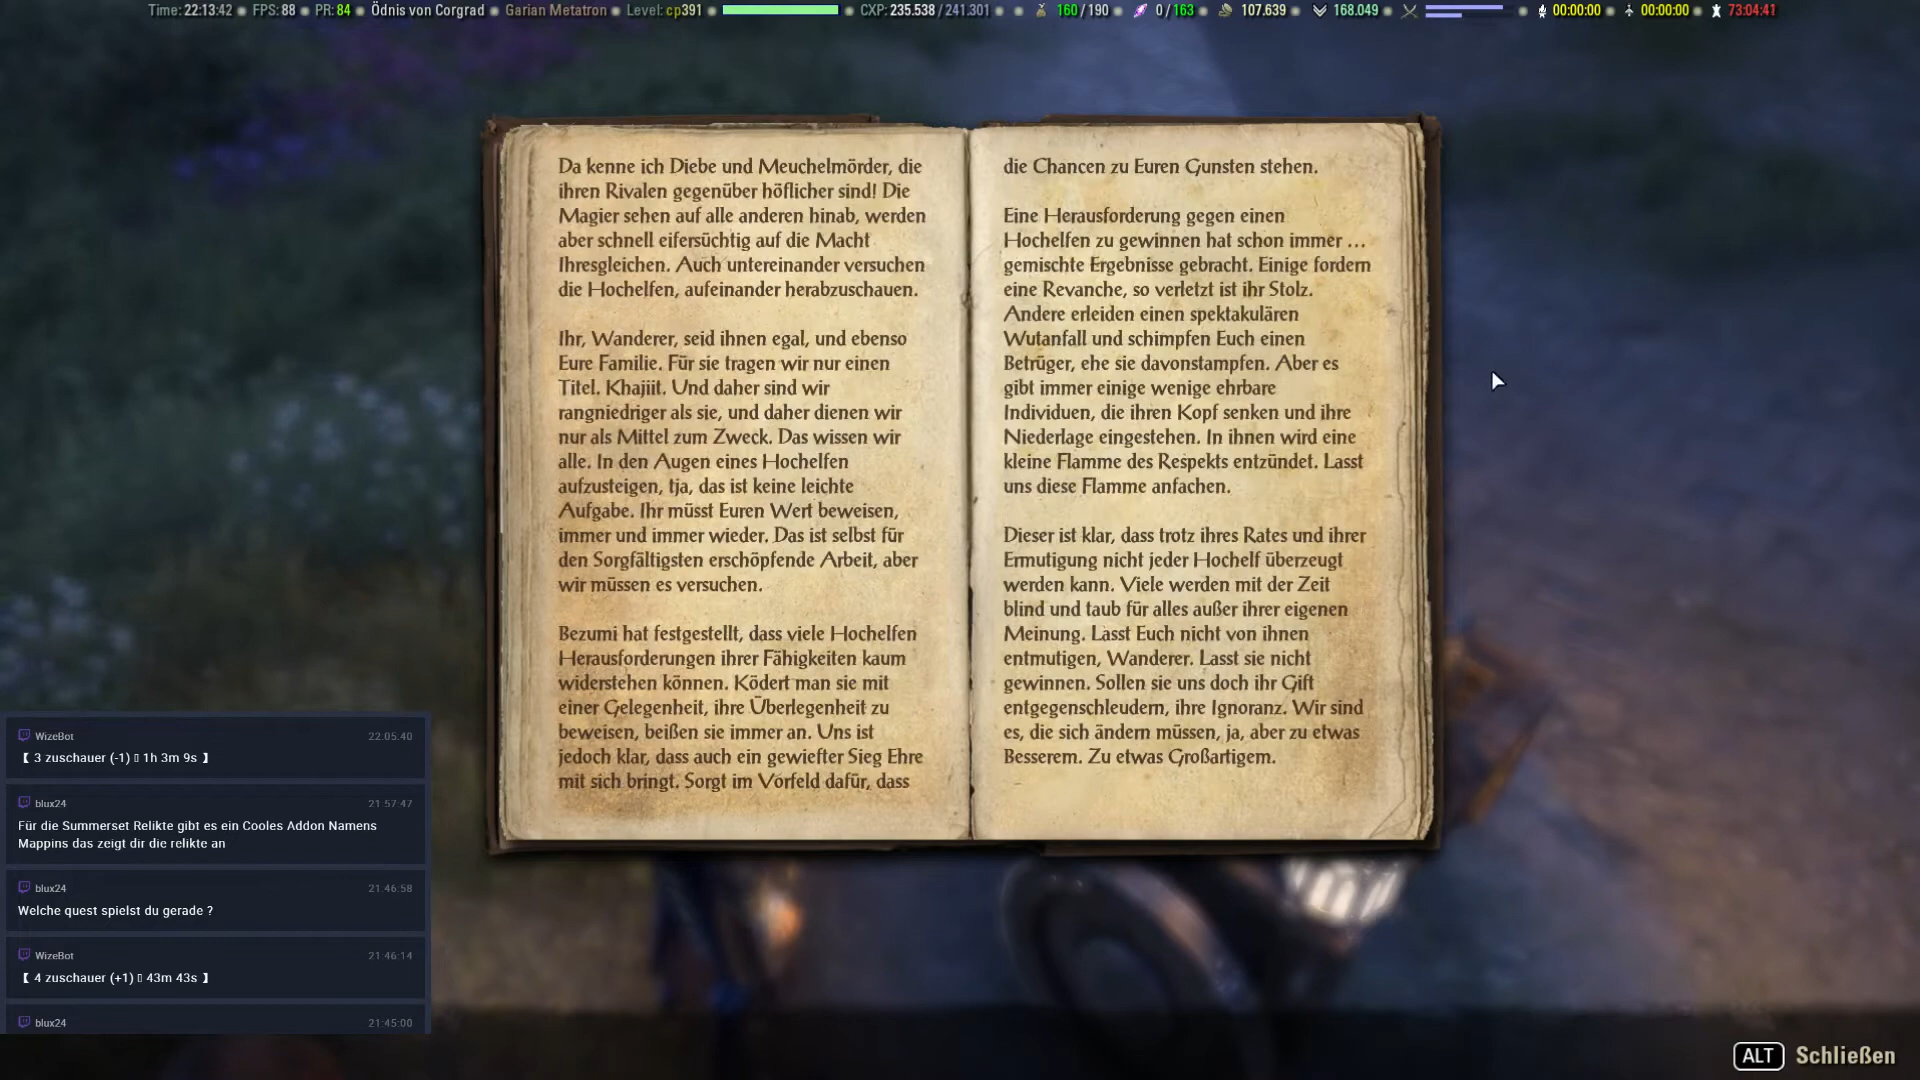 Time: 22:13:42 FPS: 88 PR: 84 Ödnis von Corgrad Garian Metatron Level: cp391 CXP: 235.538 / 241.301 160 / 190 0 / 163 107.639 168.049 00:00:00 00:00:00 73:04:41
Da kenne ich Diebe und Meuchelmörder, die
ihren Rivalen gegenüber höflicher sind! Die
Magier sehen auf alle anderen hinab, werden
aber schnell eifersüchtig auf die Macht
Ihresgleichen. Auch untereinander versuchen
die Hochelfen, aufeinander herabzuschauen.
Ihr, Wanderer, seid ihnen egal, und ebenso
Eure Familie. Für sie tragen wir nur einen
Titel. Khajiit. Und daher sind wir
rangniedriger als sie, und daher dienen wir
nur als Mittel zum Zweck. Das wissen wir
alle. In den Augen eines Hochelfen
aufzusteigen, tja, das ist keine leichte
Aufgabe. Ihr müsst Euren Wert beweisen,
immer und immer wieder. Das ist selbst für
den Sorgfältigsten erschöpfende Arbeit, aber
wir müssen es versuchen.
Bezumi hat festgestellt, dass viele Hochelfen
Herausforderungen ihrer Fähigkeiten kaum
widerstehen können. Ködert man sie mit
einer Gelegenheit, ihre Überlegenheit zu
beweisen, beißen sie immer an. Uns ist
jedoch klar, dass auch ein gewiefter Sieg Ehre
mit sich bringt. Sorgt im Vorfeld dafür, dass
die Chancen zu Euren Gunsten stehen.
Eine Herausforderung gegen einen
Hochelfen zu gewinnen hat schon immer …
gemischte Ergebnisse gebracht. Einige fordern
eine Revanche, so verletzt ist ihr Stolz.
Andere erleiden einen spektakulären
Wutanfall und schimpfen Euch einen
Betrüger, ehe sie davonstampfen. Aber es
gibt immer einige wenige ehrbare
Individuen, die ihren Kopf senken und ihre
Niederlage eingestehen. In ihnen wird eine
kleine Flamme des Respekts entzündet. Lasst
uns diese Flamme anfachen.
Dieser ist klar, dass trotz ihres Rates und ihrer
Ermutigung nicht jeder Hochelf überzeugt
werden kann. Viele werden mit der Zeit
blind und taub für alles außer ihrer eigenen
Meinung. Lasst Euch nicht von ihnen
entmutigen, Wanderer. Lasst sie nicht
gewinnen. Sollen sie uns doch ihr Gift
entgegenschleudern, ihre Ignoranz. Wir sind
es, die sich ändern müssen, ja, aber zu etwas
Besserem. Zu etwas Großartigem.
WizeBot 22:05:40
【 3 zuschauer (-1) ▯ 1h 3m 9s 】
blux24 21:57:47
Für die Summerset Relikte gibt es ein Cooles Addon Namens
Mappins das zeigt dir die relikte an
blux24 21:46:58
Welche quest spielst du gerade ?
WizeBot 21:46:14
【 4 zuschauer (+1) ▯ 43m 43s 】
blux24 21:45:00
ALT Schließen